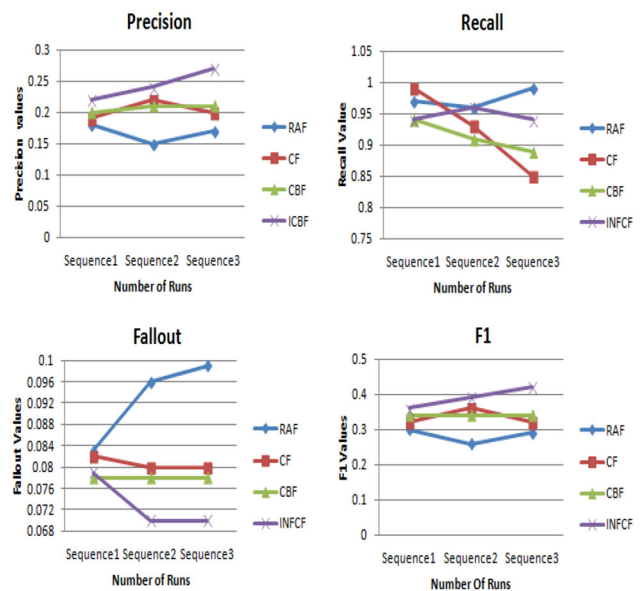 Precision
Precision values
0.3
0.25
0.2
0.15
0.1
0.05
0
Sequence1 Sequence2 Sequence3
Number of Runs
RAF
CF
CBF
ICBF
Recall
Recall Value
1.05
1
0.95
0.9
0.85
0.8
0.75
Sequence1 Sequence2 Sequence3
Number of Runs
RAF
CF
CBF
INFCF
Fallout
Fallout Values
0.1
0.096
0.092
0.088
0.084
0.08
0.076
0.072
0.068
Sequence1 Sequence2 Sequence3
Number of Runs
RAF
CF
CBF
INFCF
F1
F1 Values
0.5
0.4
0.3
0.2
0.1
0
Sequence1 Sequence2 Sequence3
Number Of Runs
RAF
CF
CBF
INFCF